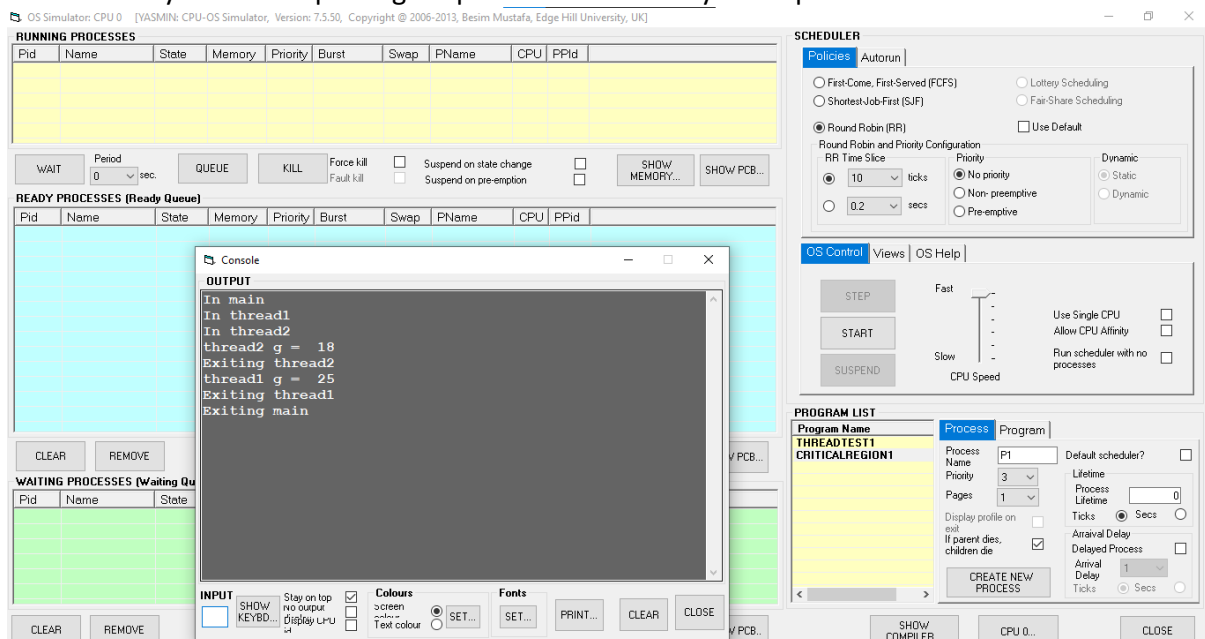 OS Simulator: CPU 0 [YASMIN: CPU-OS Simulator, Version: 7.5.50, Copyright @ 2006-2013, Besim Mustafa, Edge Hill University, UK]
RUNNING PROCESSES
Pid Name State Memory Priority Burst Swap PName CPU PPId
WAIT
Period
0 sec.
QUEUE
KILL
Force kill
Fault kill
Suspend on state change
Suspend on pre-emption
SHOW MEMORY...
SHOW PCB...
READY PROCESSES (Ready Queue)
Pid Name State Memory Priority Burst Swap PName CPU PPId
CLEAR
REMOVE
PCB...
WAITING PROCESSES (Waiting Qu
Pid Name State
CLEAR
REMOVE
PCB..
Console
OUTPUT
In main
In thread1
In thread2
thread2 g = 18
Exiting thread2
thread1 g = 25
Exiting thread1
Exiting main
INPUT
SHOW KEYBD...
Stay on top
No output
Colours
Text colour
SET...
Fonts
SET...
PRINT...
CLEAR
CLOSE
SCHEDULER
Policies Autorun
First-Come, First-Served (FCFS)
Lottery Scheduling
Shortest-Job-First (SJF)
Fair-Share Scheduling
Round Robin (RR)
Use Default
Round Robin and Priority Configuration
RR Time Slice
10 ticks
0.2 secs
Priority
No priority
Non- preemptive
Pre-emptive
Dynamic
Static
Dynamic
OS Control Views OS Help
STEP
START
SUSPEND
Fast
Slow
CPU Speed
Use Single CPU
Allow CPU Affinity
Run scheduler with no
processes
PROGRAM LIST
Program Name
THREADTEST1
CRITICALREGION1
Process Program
Process
Name
P1
Priority
3
Pages
1
Display profile on
exit
If parent dies,
children die
CREATE NEW
PROCESS
Default scheduler?
Lifetime
Process
Lifetime
0
Ticks Secs
Arraival Delay
Delayed Process
Arrival
Delay
1
Ticks Secs
SHOW
COMPILER
CPU 0...
CLOSE